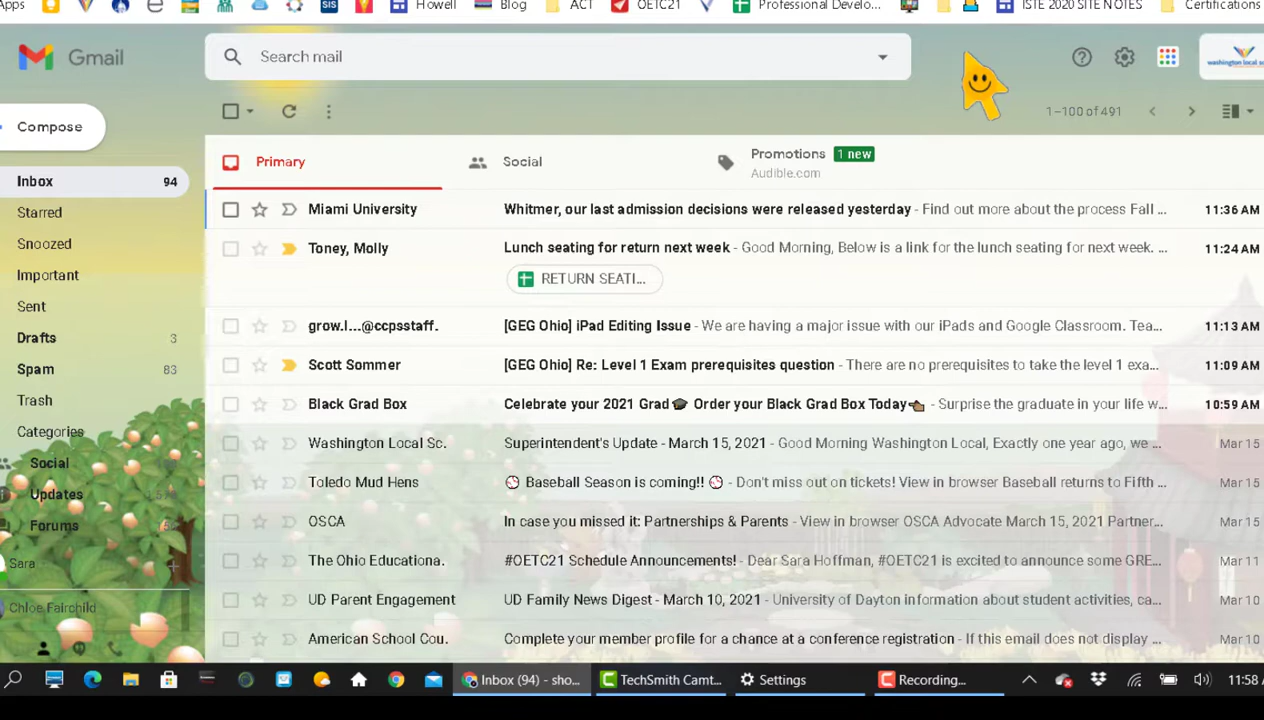 Apps SIS Howell Blog ACT OETC21 Professional Develo... ISTE 2020 SITE NOTES Certifications
Gmail Search mail washington local
1–100 of 491
Compose
Primary Social Promotions 1 new
Audible.com
Inbox 94
Starred
Snoozed
Important
Sent
Drafts 3
Spam 83
Trash
Categories
Social
Updates
Forums
Sara
Chloe Fairchild
Miami University Whitmer, our last admission decisions were released yesterday - Find out more about the process Fall ... 11:36 AM
Toney, Molly Lunch seating for return next week - Good Morning, Below is a link for the lunch seating for next week. ... 11:24 AM
RETURN SEATI...
grow.l...@ccpsstaff. [GEG Ohio] iPad Editing Issue - We are having a major issue with our iPads and Google Classroom. Tea... 11:13 AM
Scott Sommer [GEG Ohio] Re: Level 1 Exam prerequisites question - There are no prerequisites to take the level 1 exa... 11:09 AM
Black Grad Box Celebrate your 2021 Grad🎓 Order your Black Grad Box Today👈🏾 - Surprise the graduate in your life w... 10:59 AM
Washington Local Sc. Superintendent's Update - March 15, 2021 - Good Morning Washington Local, Exactly one year ago, we ... Mar 15
Toledo Mud Hens ⚾ Baseball Season is coming!! ⚾ - Don't miss out on tickets! View in browser Baseball returns to Fifth ... Mar 15
OSCA In case you missed it: Partnerships & Parents - View in browser OSCA Advocate March 15, 2021 Partner... Mar 15
The Ohio Educationa. #OETC21 Schedule Announcements! - Dear Sara Hoffman, #OETC21 is excited to announce some GRE... Mar 11
UD Parent Engagement UD Family News Digest - March 10, 2021 - University of Dayton information about student activities, ca... Mar 10
American School Cou. Complete your member profile for a chance at a conference registration - If this email does not display ... Mar 10
Inbox (94) - sho... TechSmith Camt... Settings Recording... 11:58